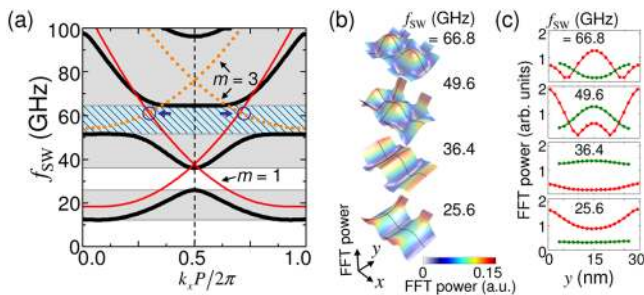 (a)
f_SW (GHz)
100
80
60
40
20
0
m = 3
m = 1
0.0
0.5
1.0
k_x P/2π
(b)
f_SW (GHz)
= 66.8
49.6
36.4
25.6
FFT power
y
x
0
0.15
FFT power (a.u.)
(c)
FFT power (arb. units)
f_SW
= 66.8
2
1
0
49.6
2
1
0
36.4
2
1
0
25.6
2
1
0
0
15
30
y (nm)